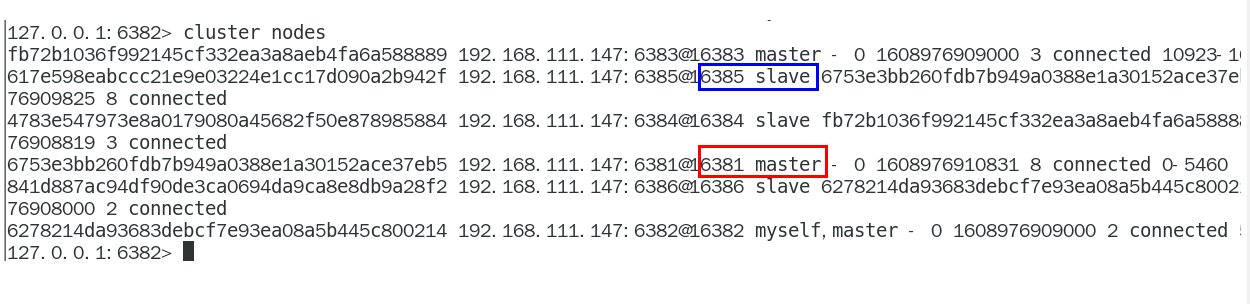 127.0.0.1:6382> cluster nodes
fb72b1036f992145cf332ea3a8aeb4fa6a588889 192.168.111.147:6383@16383 master - 0 1608976909000 3 connected 10923-1
617e598eabccc21e9e03224e1cc17d090a2b942f 192.168.111.147:6385@16385 slave 6753e3bb260fdb7b949a0388e1a30152ace37e
76909825 8 connected
4783e547973e8a0179080a45682f50e878985884 192.168.111.147:6384@16384 slave fb72b1036f992145cf332ea3a8aeb4fa6a5888
76908819 3 connected
6753e3bb260fdb7b949a0388e1a30152ace37eb5 192.168.111.147:6381@16381 master - 0 1608976910831 8 connected 0-5460
841d887ac94df90de3ca0694da9ca8e8db9a28f2 192.168.111.147:6386@16386 slave 6278214da93683debcf7e93ea08a5b445c8002
76908000 2 connected
6278214da93683debcf7e93ea08a5b445c800214 192.168.111.147:6382@16382 myself,master - 0 1608976909000 2 connected
127.0.0.1:6382>